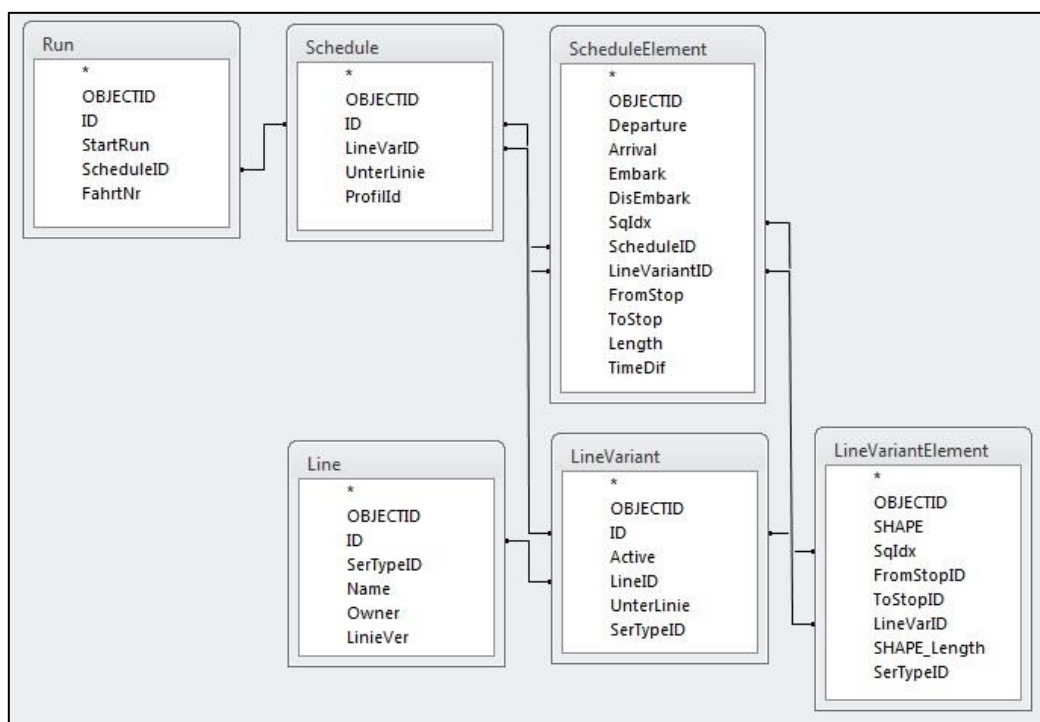 Run
*
OBJECTID
ID
StartRun
ScheduleID
FahrtNr
Schedule
*
OBJECTID
ID
LineVarID
UnterLinie
ProfilId
ScheduleElement
*
OBJECTID
Departure
Arrival
Embark
DisEmbark
SqIdx
ScheduleID
LineVariantID
FromStop
ToStop
Length
TimeDif
Line
*
OBJECTID
ID
SerTypeID
Name
Owner
LinieVer
LineVariant
*
OBJECTID
ID
Active
LineID
UnterLinie
SerTypeID
LineVariantElement
*
OBJECTID
SHAPE
SqIdx
FromStopID
ToStopID
LineVarID
SHAPE_Length
SerTypeID